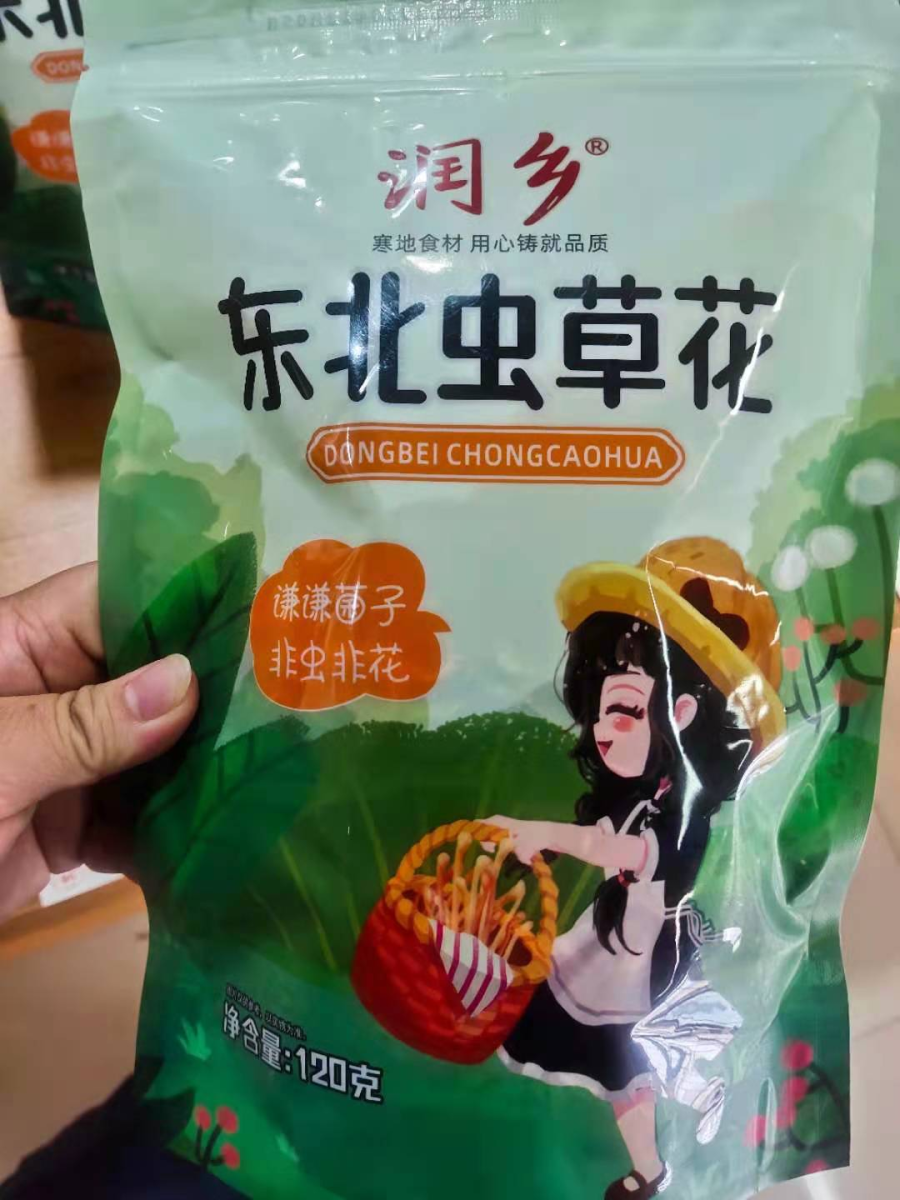 润乡®
寒地食材 用心铸就品质
东北虫草花
DONGBEI CHONGCAOHUA
谦谦菌子
非虫非花
净含量:120克